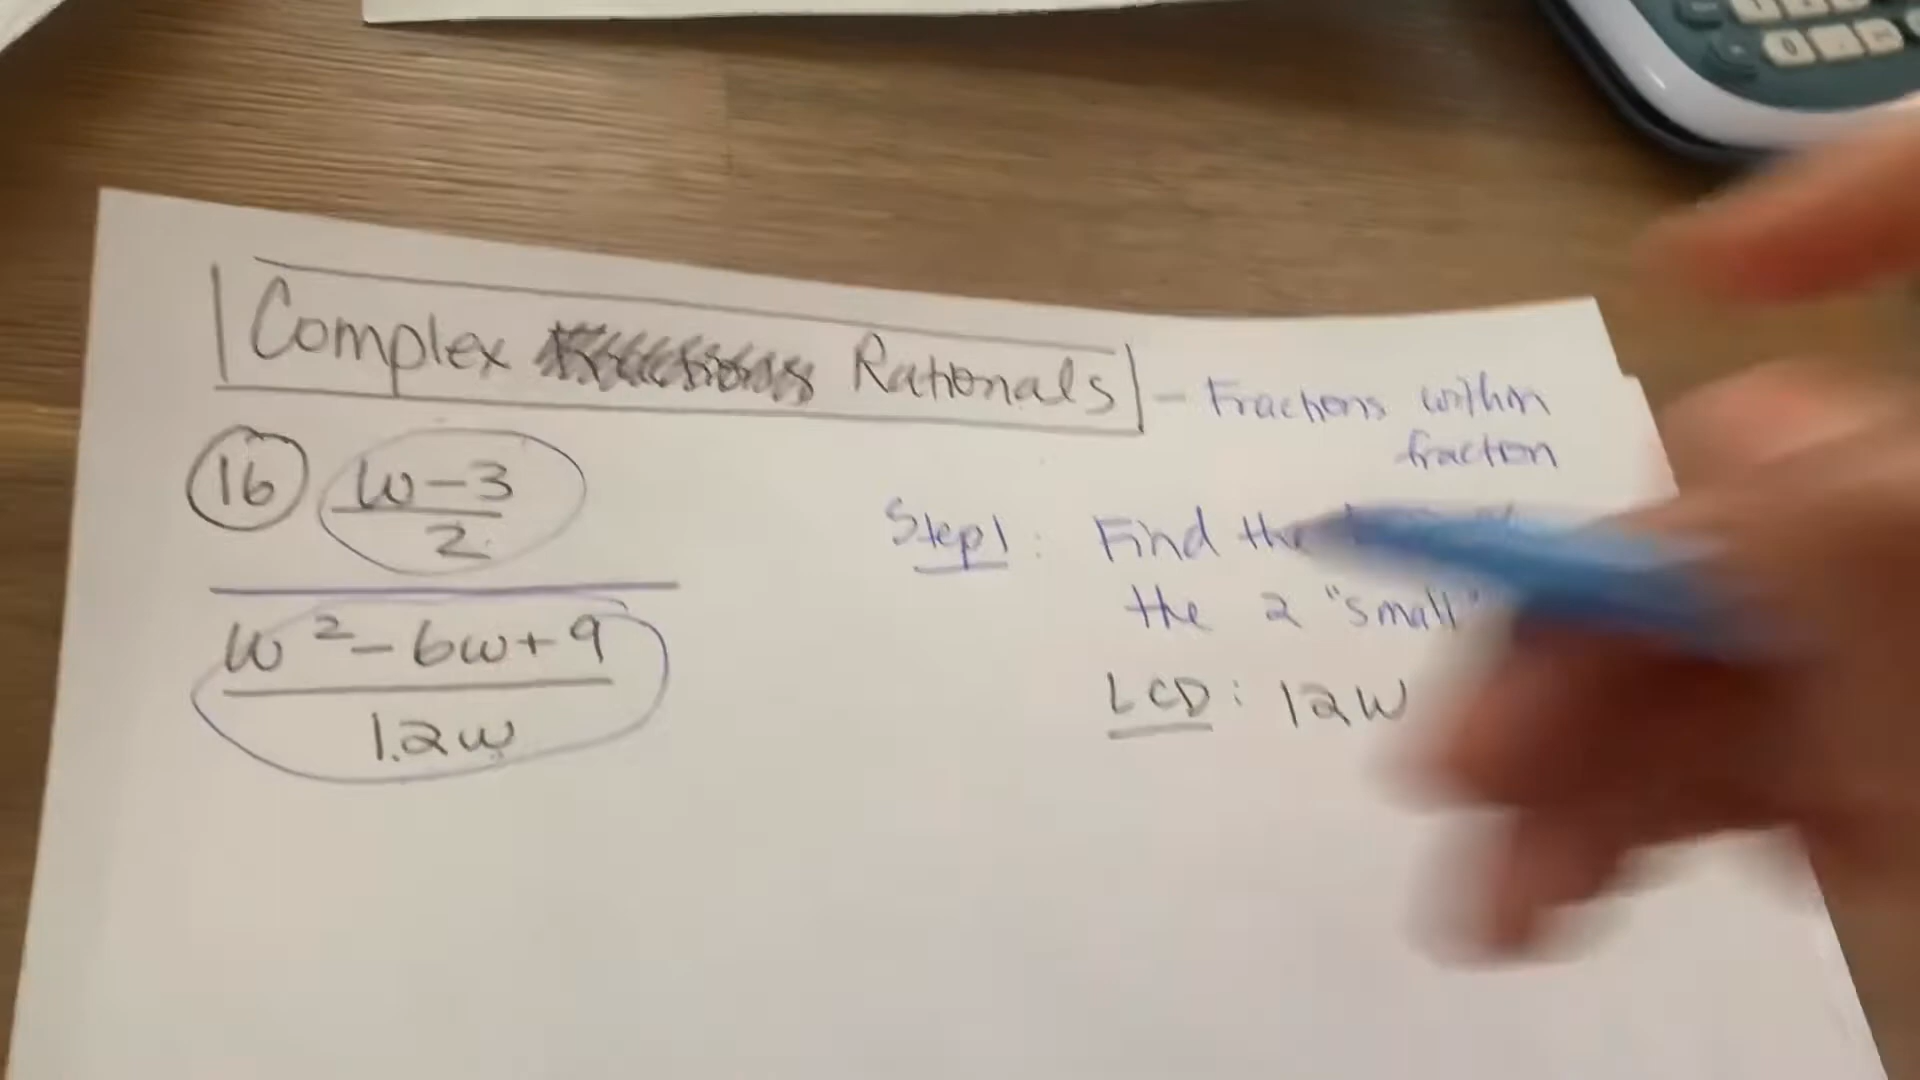 Complex Rationals - Fractions within
fraction
16 w-3
2
w²-6w+9
12w
Step 1: Find the
the 2 "small"
LCD: 12w